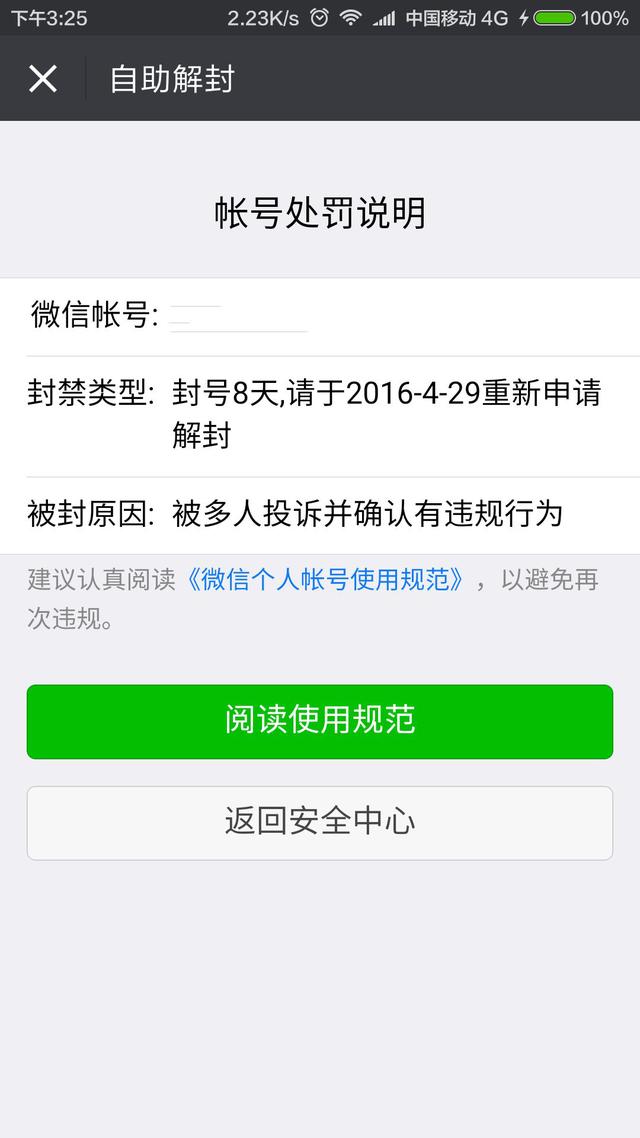 下午3:25 2.23K/s 中国移动 4G 100%
自助解封
帐号处罚说明
微信帐号:
封禁类型: 封号8天,请于2016-4-29重新申请
解封
被封原因: 被多人投诉并确认有违规行为
建议认真阅读《微信个人帐号使用规范》，以避免再
次违规。
阅读使用规范
返回安全中心